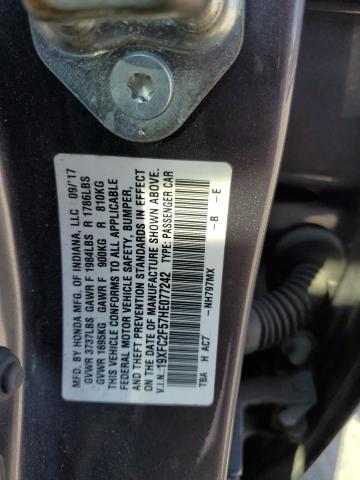 MFD. BY HONDA MFG. OF INDIANA, LLC 09/'17
GVWR 3737LBS GAWR F 1984LBS R 1786LBS
GVWR 1695KG GAWR F 900KG R 810KG
THIS VEHICLE CONFORMS TO ALL APPLICABLE
FEDERAL MOTOR VEHICLE SAFETY, BUMPER,
AND THEFT PREVENTION STANDARDS IN EFFECT
ON THE DATE OF MANUFACTURE SHOWN ABOVE.
V.I.N.:19XFC2F57HE077242 TYPE: PASSENGER CAR
TBA H AC7 -NH797MX -B -E